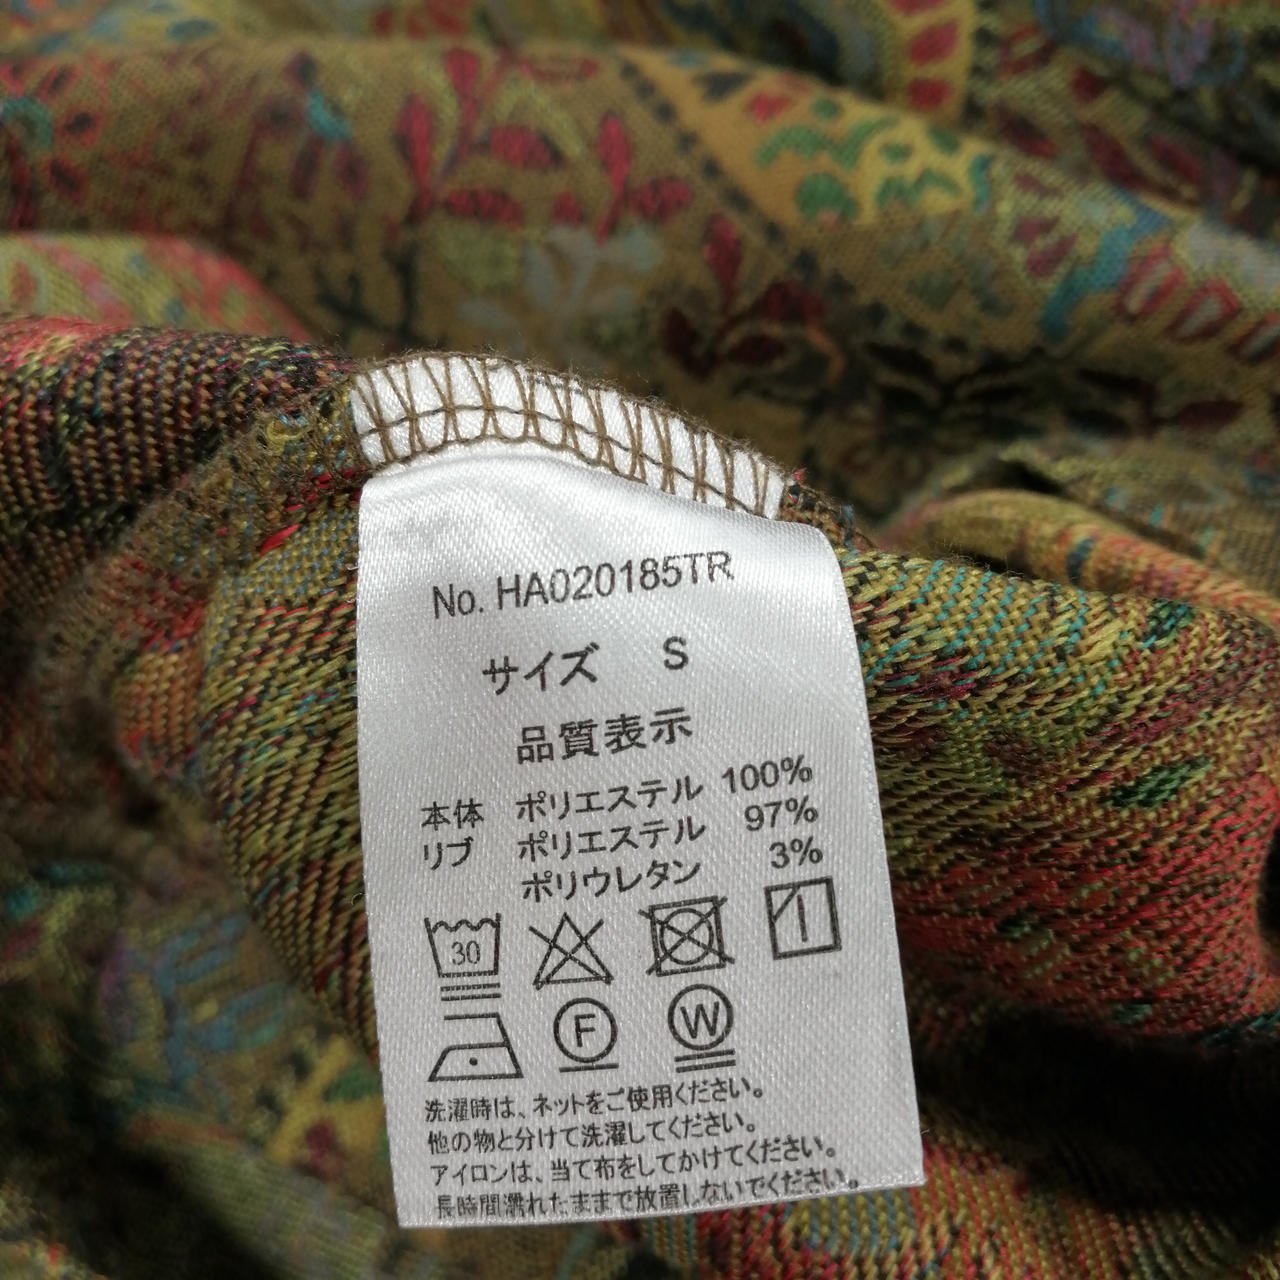 No. HA020185TR
サイズ S
品質表示
本体 ポリエステル 100%
リブ ポリエステル 97%
ポリウレタン 3%
30
F W
洗濯時は、ネットをご使用ください。
他の物と分けて洗濯してください。
アイロンは、当て布をしてかけてください。
長時間濡れたままで放置しないでください。